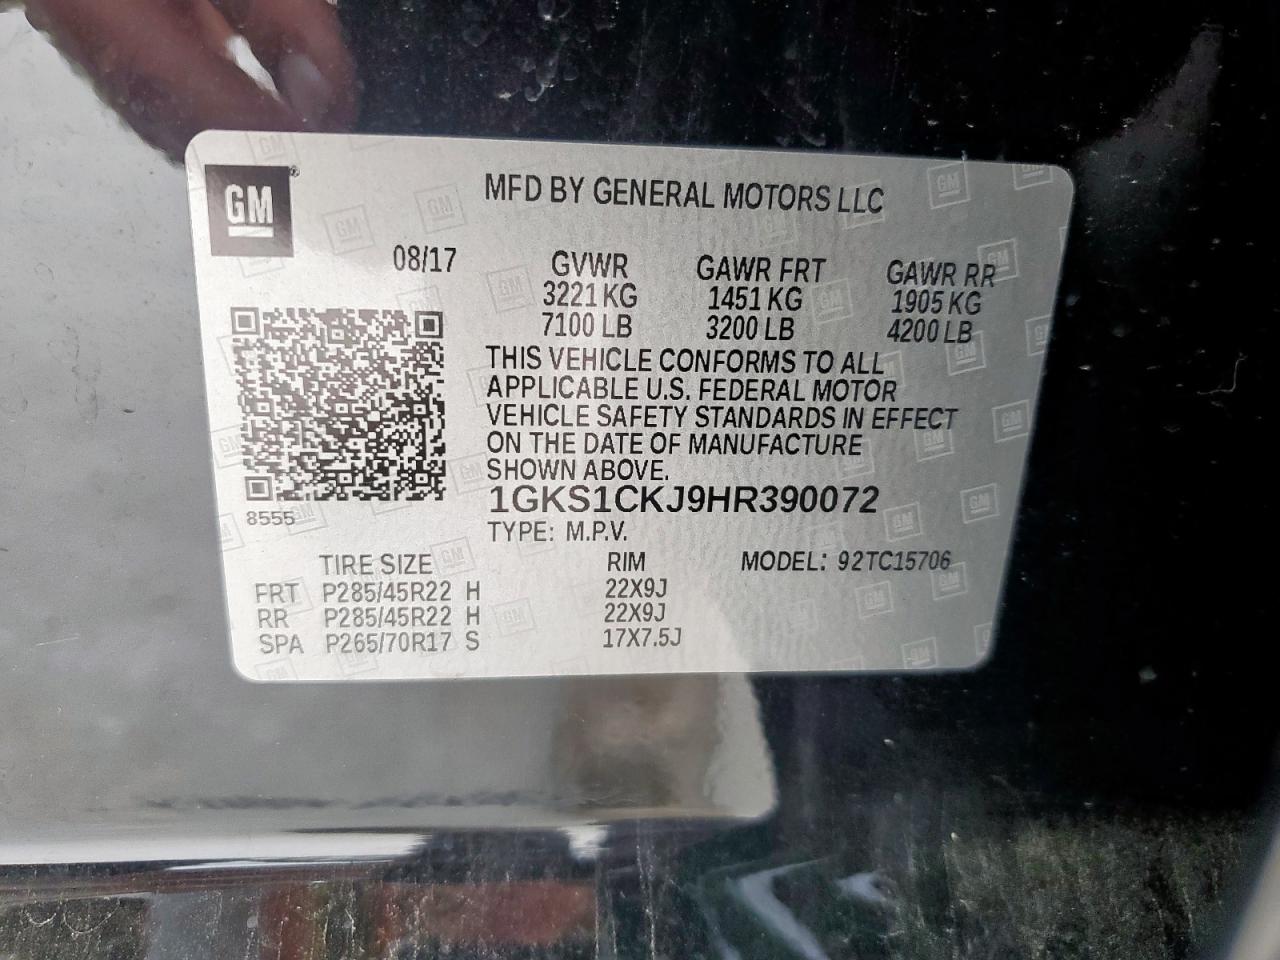 GM
MFD BY GENERAL MOTORS LLC
08/17 GVWR GAWR FRT GAWR RR
3221 KG 1451 KG 1905 KG
7100 LB 3200 LB 4200 LB
THIS VEHICLE CONFORMS TO ALL
APPLICABLE U.S. FEDERAL MOTOR
VEHICLE SAFETY STANDARDS IN EFFECT
ON THE DATE OF MANUFACTURE
SHOWN ABOVE.
1GKS1CKJ9HR390072
8555
TYPE: M.P.V.
TIRE SIZE RIM MODEL: 92TC15706
FRT P285/45R22 H 22X9J
RR P285/45R22 H 22X9J
SPA P265/70R17 S 17X7.5J